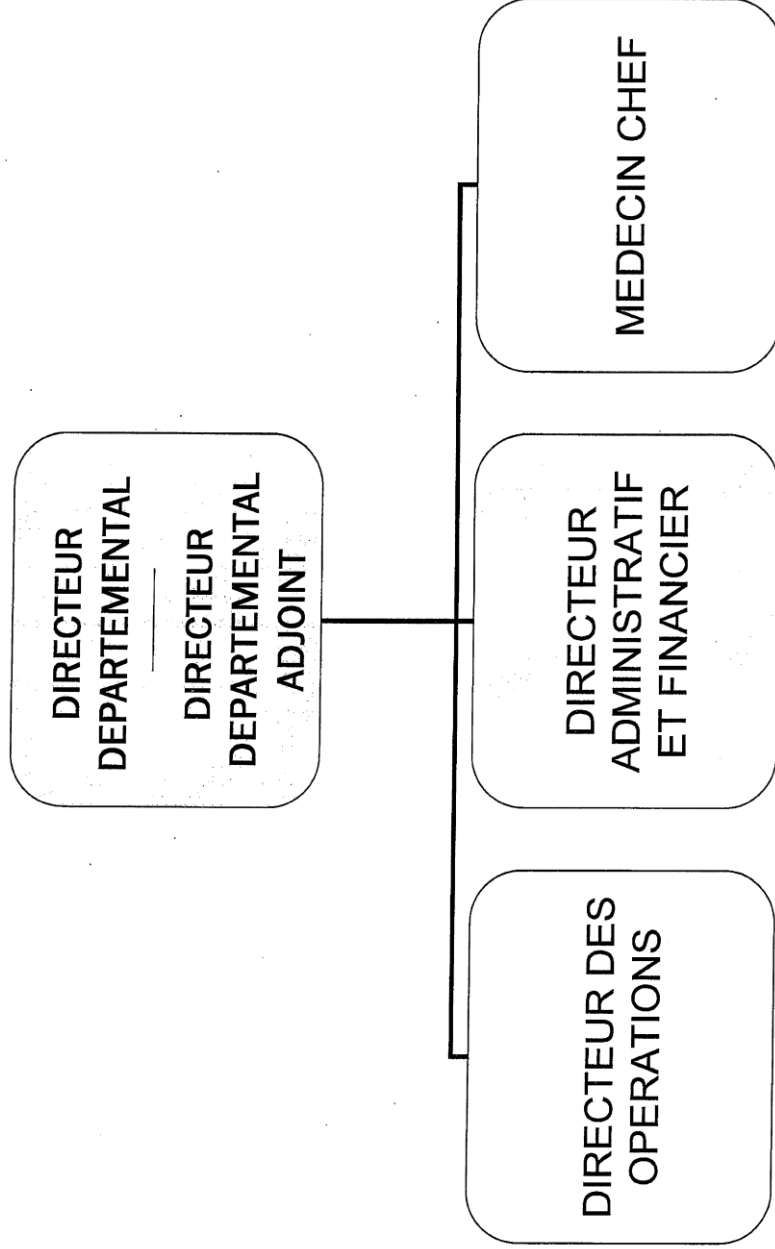 DIRECTEUR
DEPARTEMENTAL
DIRECTEUR
DEPARTEMENTAL
ADJOINT
DIRECTEUR DES
OPERATIONS
DIRECTEUR
ADMINISTRATIF
ET FINANCIER
MEDECIN CHEF